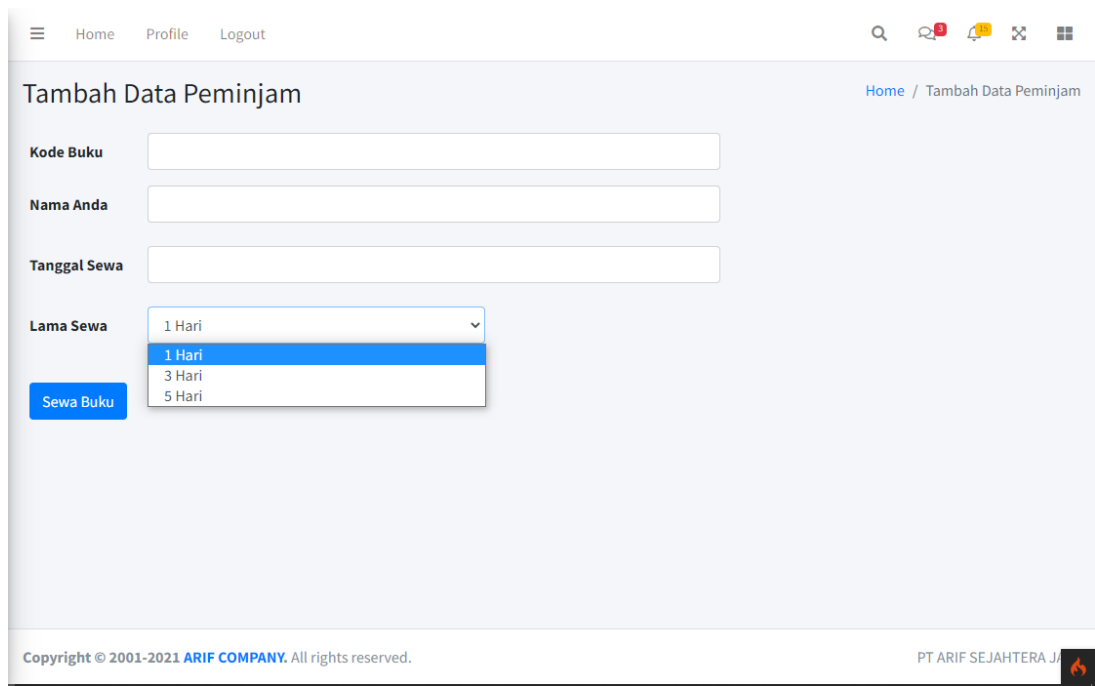 Home Profile Logout 3 15
Tambah Data Peminjam
Home / Tambah Data Peminjam
Kode Buku
Nama Anda
Tanggal Sewa
Lama Sewa 1 Hari
1 Hari
3 Hari
5 Hari
Sewa Buku
Copyright © 2001-2021 ARIF COMPANY. All rights reserved.
PT ARIF SEJAHTERA